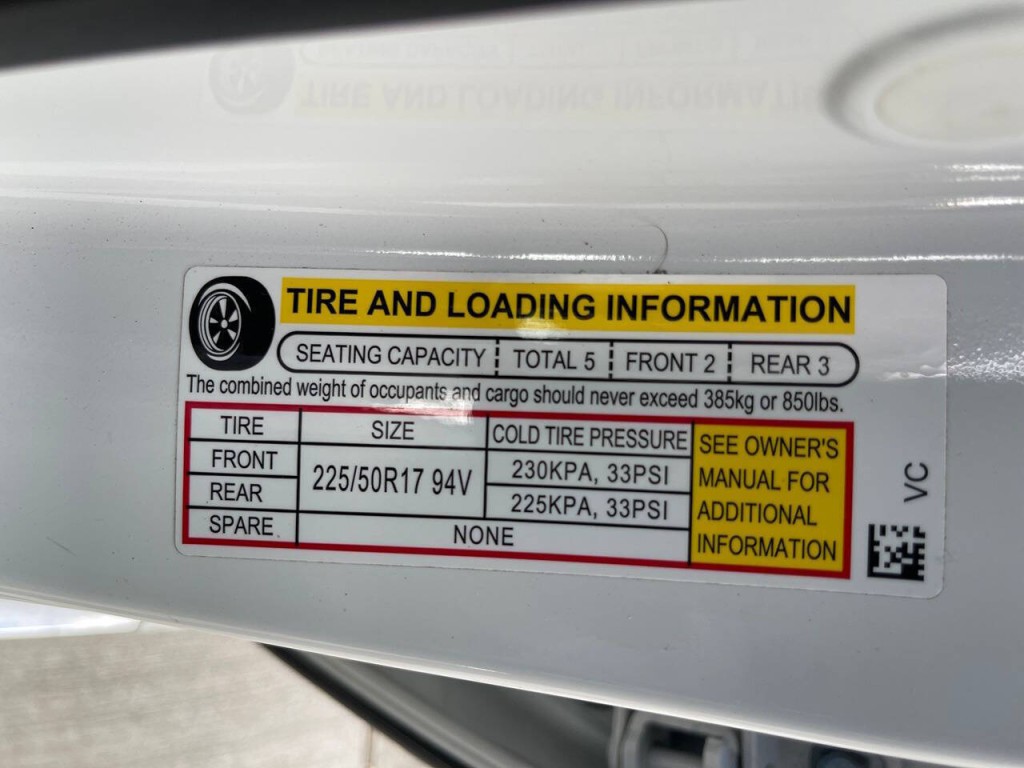 TIRE AND LOADING INFORMATION
SEATING CAPACITY TOTAL 5 FRONT 2 REAR 3
The combined weight of occupants and cargo should never exceed 385kg or 850lbs.
TIRE SIZE COLD TIRE PRESSURE
FRONT 225/50R17 94V 230KPA, 33PSI
REAR 225KPA, 33PSI
SPARE NONE
SEE OWNER'S
MANUAL FOR
ADDITIONAL
INFORMATION
VC